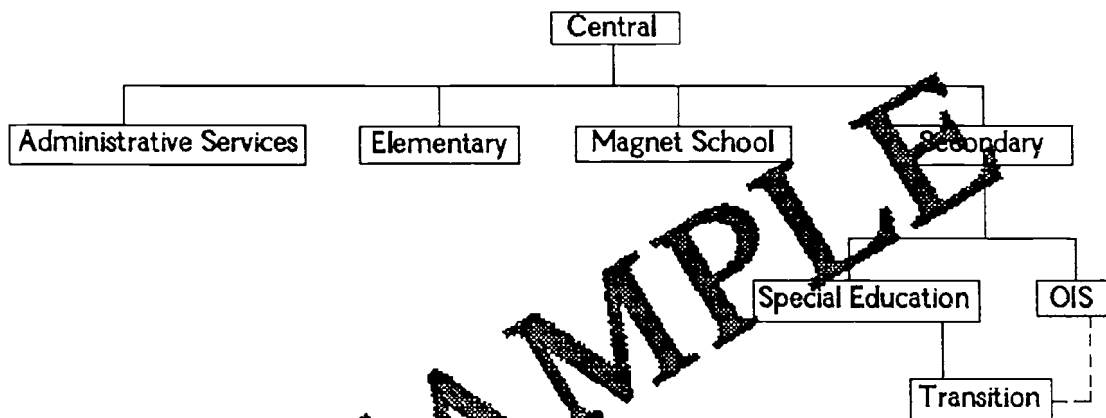 Central
Administrative Services
Elementary
Magnet School
Secondary
Special Education
OIS
Transition
SAMPLE